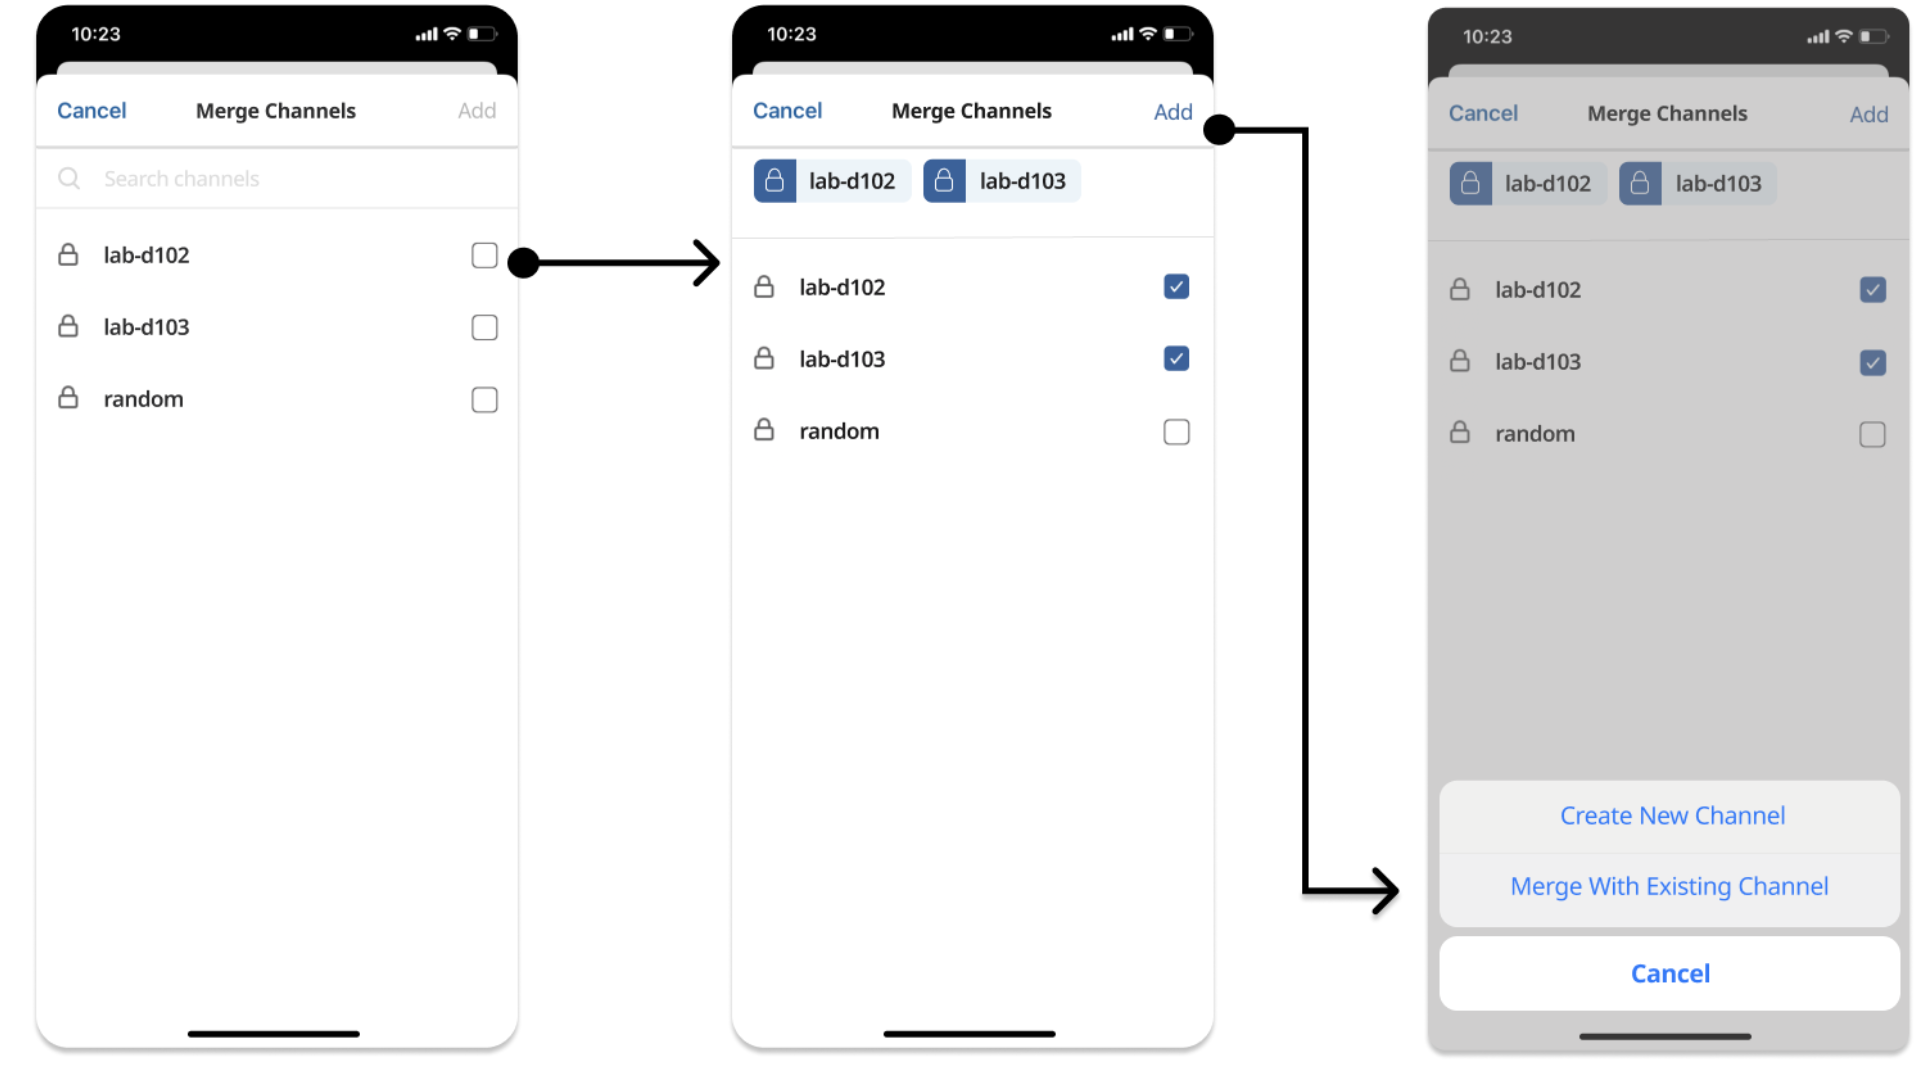 10:23
Cancel Merge Channels Add
Search channels
lab-d102
lab-d103
random
10:23
Cancel Merge Channels Add
lab-d102 lab-d103
lab-d102
lab-d103
random
10:23
Cancel Merge Channels Add
lab-d102 lab-d103
lab-d102
lab-d103
random
Create New Channel
Merge With Existing Channel
Cancel